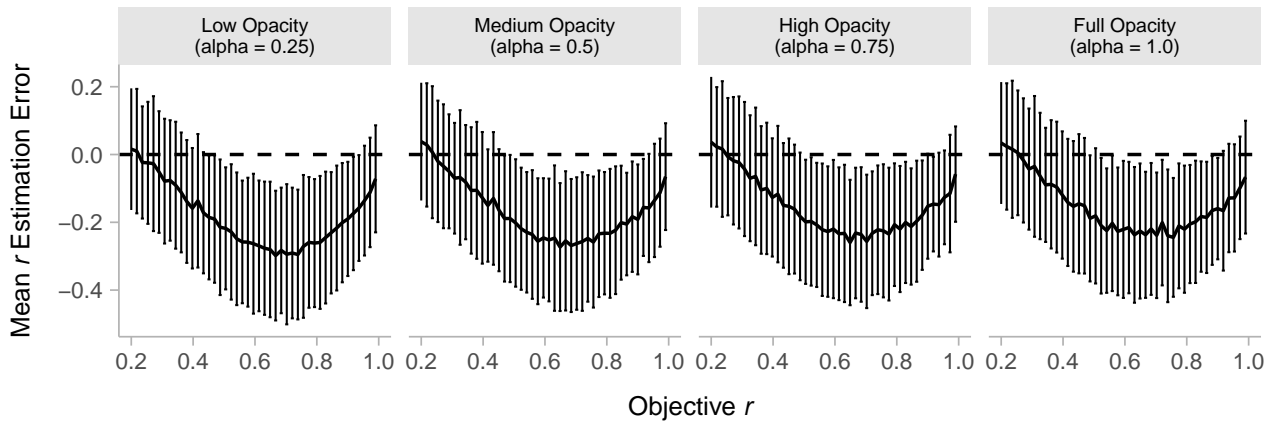 Low Opacity
(alpha = 0.25)
Medium Opacity
(alpha = 0.5)
High Opacity
(alpha = 0.75)
Full Opacity
(alpha = 1.0)
Mean r Estimation Error
0.2
0.0
−0.2
−0.4
0.2 0.4 0.6 0.8 1.0 0.2 0.4 0.6 0.8 1.0 0.2 0.4 0.6 0.8 1.0 0.2 0.4 0.6 0.8 1.0
Objective r